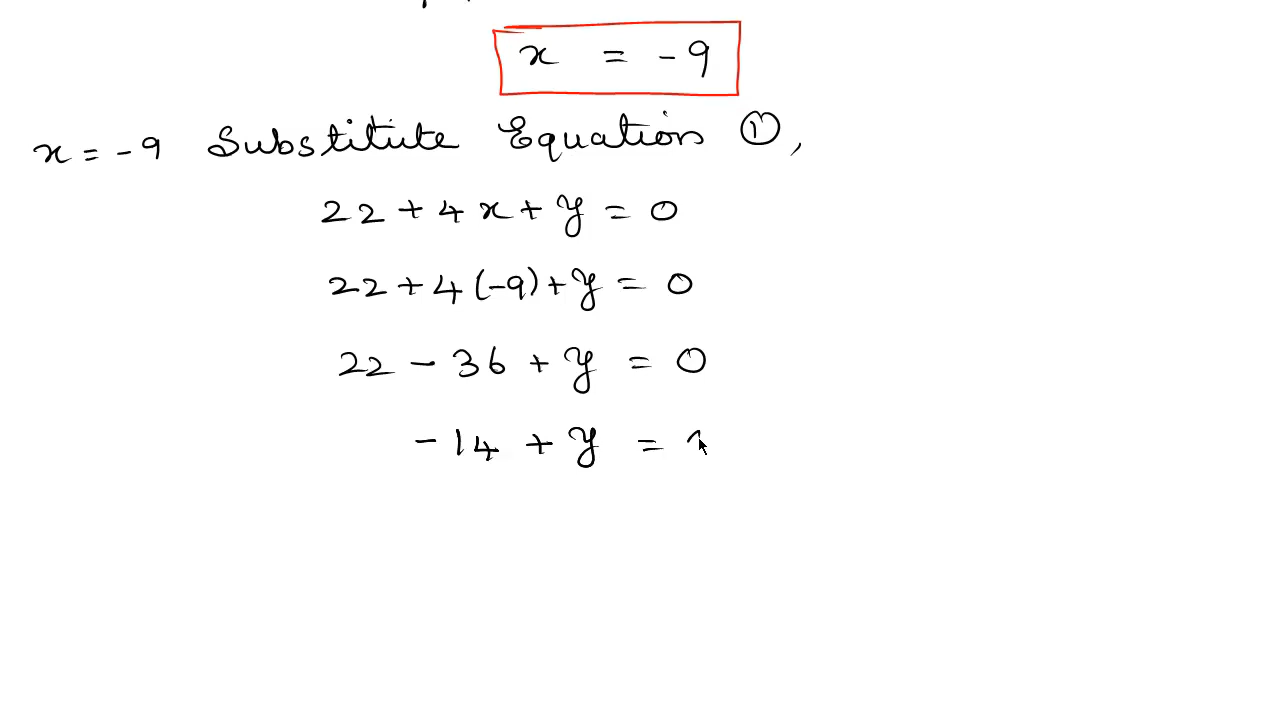 x = -9
x = -9 Substitute Equation ①,
22 + 4x + y = 0
22 + 4(-9) + y = 0
22 - 36 + y = 0
-14 + y =